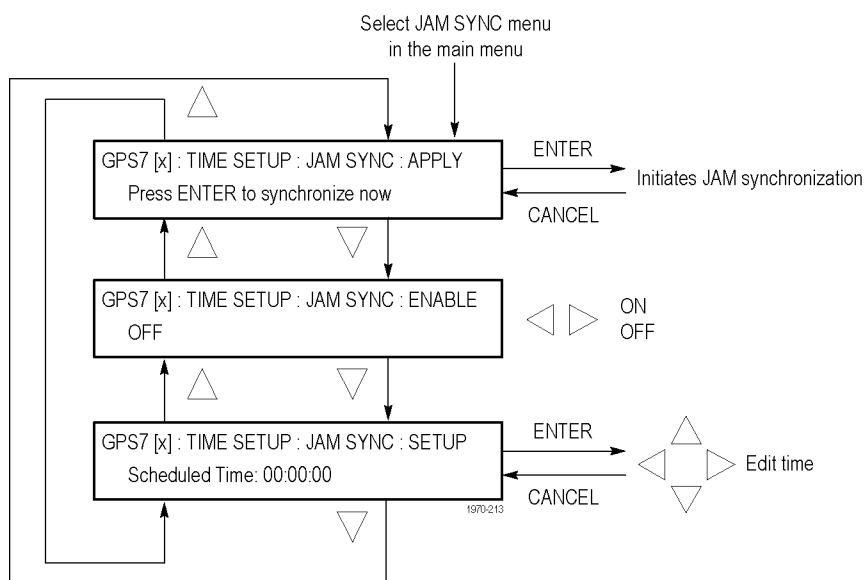 Select JAM SYNC menu
in the main menu
GPS7 [x] : TIME SETUP : JAM SYNC : APPLY
Press ENTER to synchronize now
ENTER
Initiates JAM synchronization
CANCEL
GPS7 [x] : TIME SETUP : JAM SYNC : ENABLE
OFF
ON
OFF
GPS7 [x] : TIME SETUP : JAM SYNC : SETUP
Scheduled Time: 00:00:00
ENTER
Edit time
CANCEL
1970-213